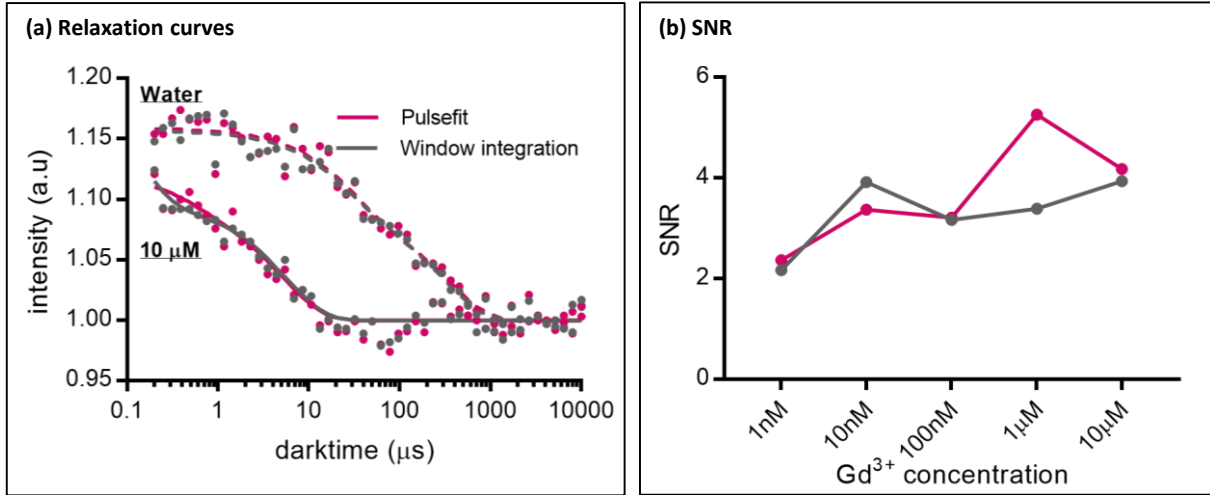 (a) Relaxation curves
1.20
1.15
1.10
1.05
1.00
0.95
intensity (a.u)
Water
10 μM
Pulsefit
Window integration
0.1
1
10
100
1000
10000
darktime (μs)
(b) SNR
6
4
2
0
SNR
1nM
10nM
100nM
1μM
10μM
Gd³⁺ concentration